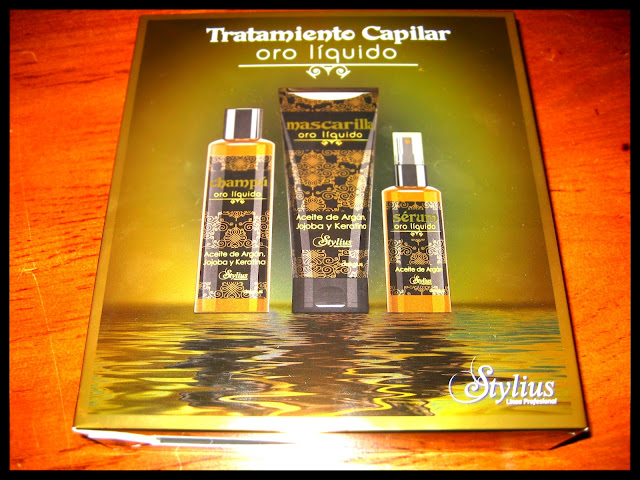 Tratamiento Capilar
oro líquido
champú
oro líquido
Aceite de Argán,
Jojoba y Keratina
Stylius
mascarilla
oro líquido
Aceite de Argán,
Jojoba y Keratina
Stylius
sérum
oro líquido
Aceite de Argán
Stylius
Stylius
Línea Profesional